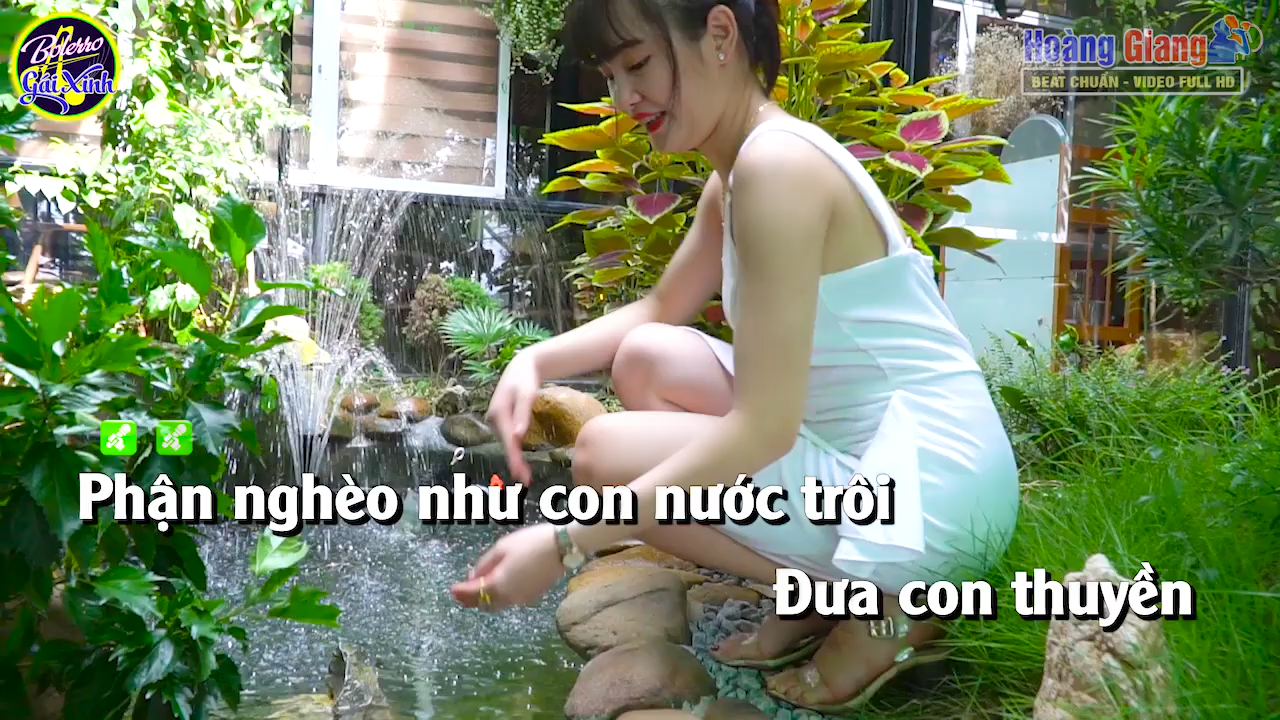 Bolerro
Gái Xinh
Hoàng Giang
BEAT CHUẨN - VIDEO FULL HD
Phận nghèo như con nước trôi
Đưa con thuyền